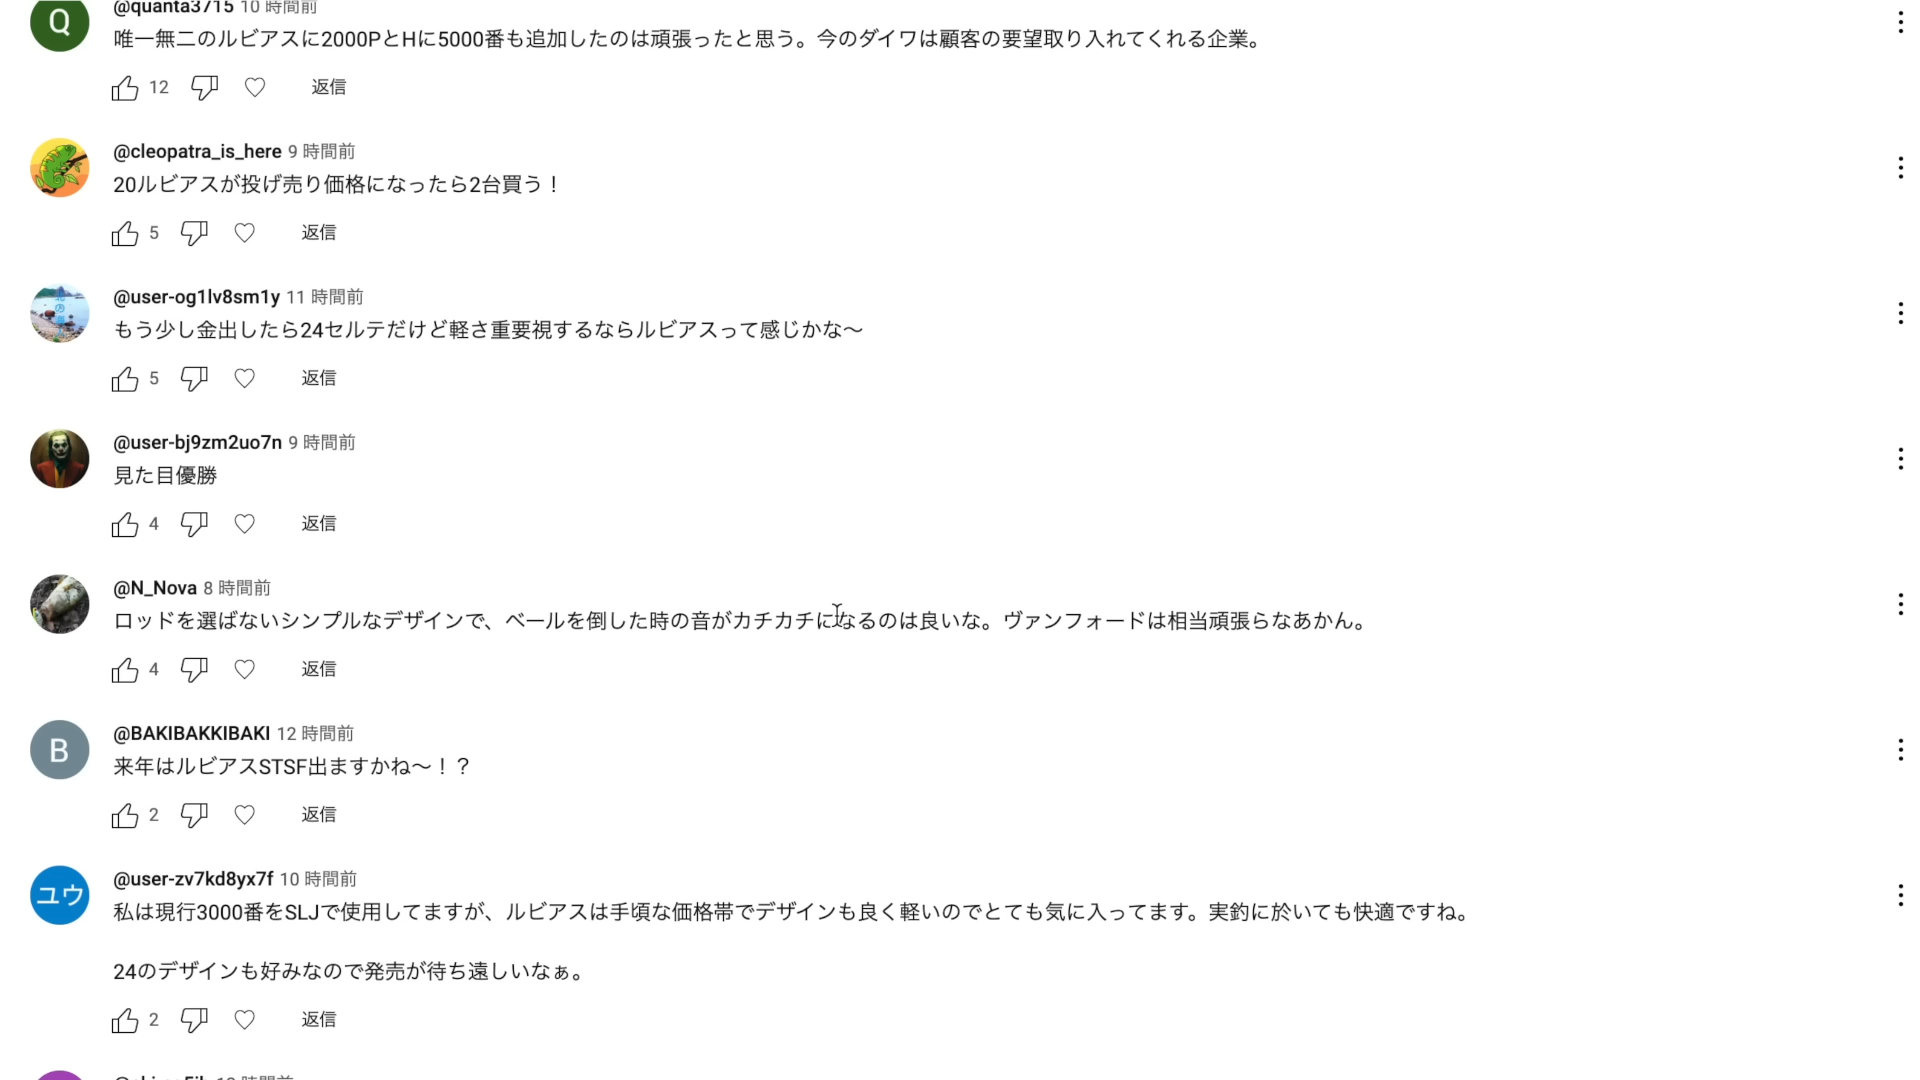 Q
@quanta3715 10 時間前
唯一無二のルビアスに2000PとHに5000番も追加したのは頑張ったと思う。今のダイワは顧客の要望取り入れてくれる企業。
12 返信
@cleopatra_is_here 9 時間前
20ルビアスが投げ売り価格になったら2台買う！
5 返信
@user-og1lv8sm1y 11 時間前
もう少し金出したら24セルテだけど軽さ重要視するならルビアスって感じかな〜
5 返信
@user-bj9zm2uo7n 9 時間前
見た目優勝
4 返信
@N_Nova 8 時間前
ロッドを選ばないシンプルなデザインで、ベールを倒した時の音がカチカチになるのは良いな。ヴァンフォードは相当頑張らなあかん。
4 返信
B
@BAKIBAKKIBAKI 12 時間前
来年はルビアスSTSF出ますかね〜！？
2 返信
ユウ
@user-zv7kd8yx7f 10 時間前
私は現行3000番をSLJで使用してますが、ルビアスは手頃な価格帯でデザインも良く軽いのでとても気に入ってます。実釣に於いても快適ですね。
24のデザインも好みなので発売が待ち遠しいなぁ。
2 返信